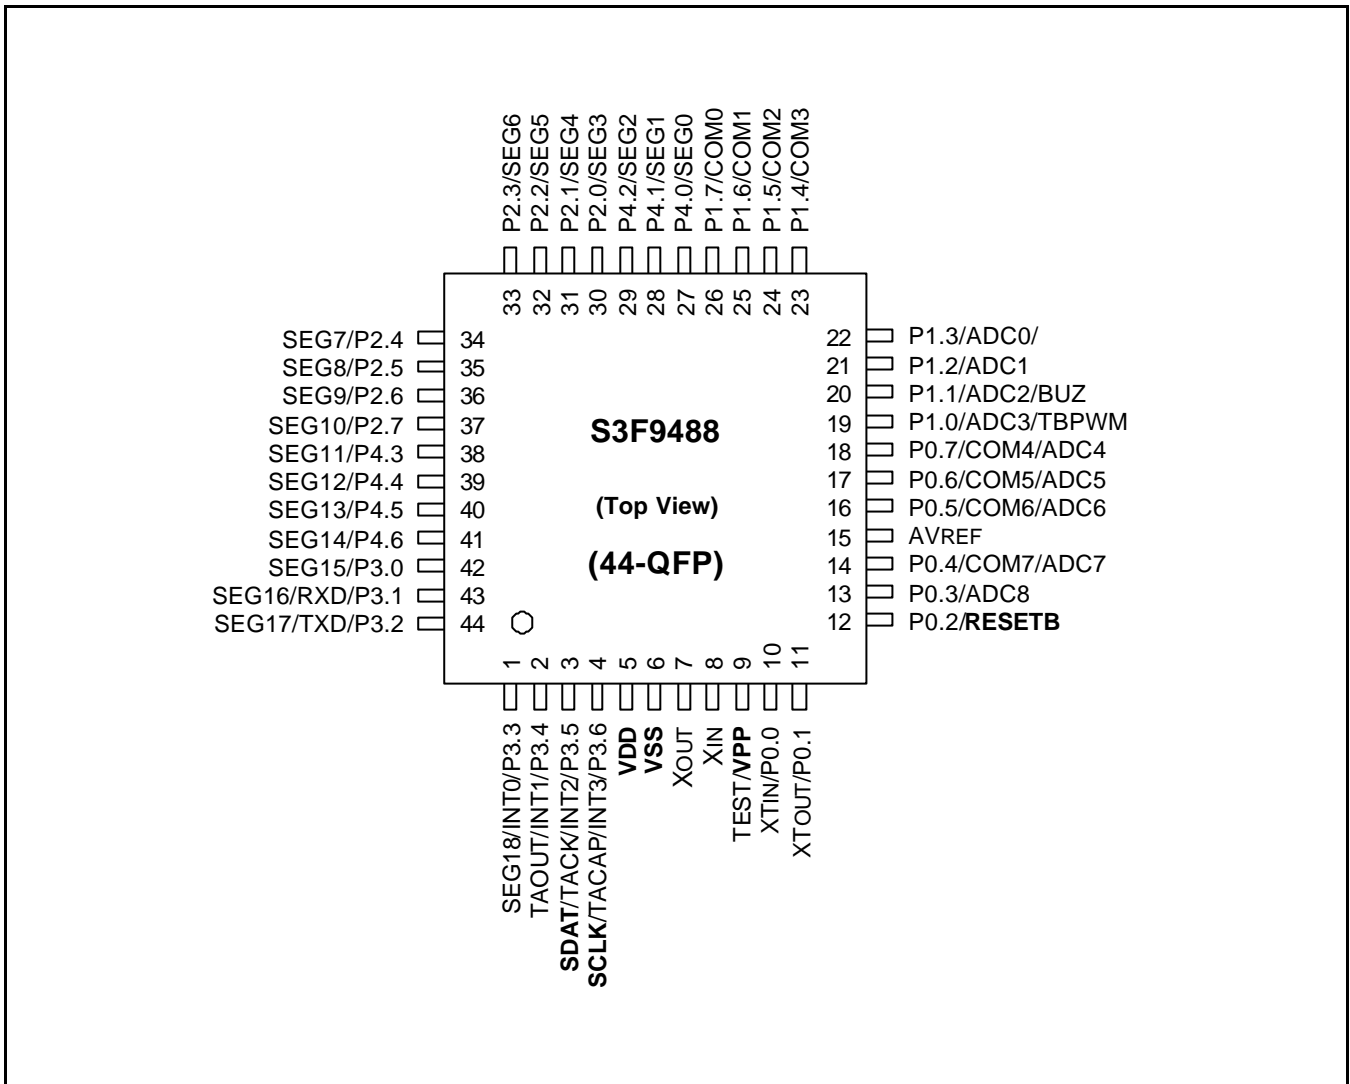 P2.3/SEG6
P2.2/SEG5
P2.1/SEG4
P2.0/SEG3
P4.2/SEG2
P4.1/SEG1
P4.0/SEG0
P1.7/COM0
P1.6/COM1
P1.5/COM2
P1.4/COM3
33
32
31
30
29
28
27
26
25
24
23
SEG7/P2.4 34
SEG8/P2.5 35
SEG9/P2.6 36
SEG10/P2.7 37
SEG11/P4.3 38
SEG12/P4.4 39
SEG13/P4.5 40
SEG14/P4.6 41
SEG15/P3.0 42
SEG16/RXD/P3.1 43
SEG17/TXD/P3.2 44
S3F9488
(Top View)
(44-QFP)
22 P1.3/ADC0/
21 P1.2/ADC1
20 P1.1/ADC2/BUZ
19 P1.0/ADC3/TBPWM
18 P0.7/COM4/ADC4
17 P0.6/COM5/ADC5
16 P0.5/COM6/ADC6
15 AVREF
14 P0.4/COM7/ADC7
13 P0.3/ADC8
12 P0.2/RESETB
1
2
3
4
5
6
7
8
9
10
11
SEG18/INT0/P3.3
TAOUT/INT1/P3.4
SDAT/TACK/INT2/P3.5
SCLK/TACAP/INT3/P3.6
VDD
VSS
XOUT
XIN
TEST/VPP
XTIN/P0.0
XTOUT/P0.1